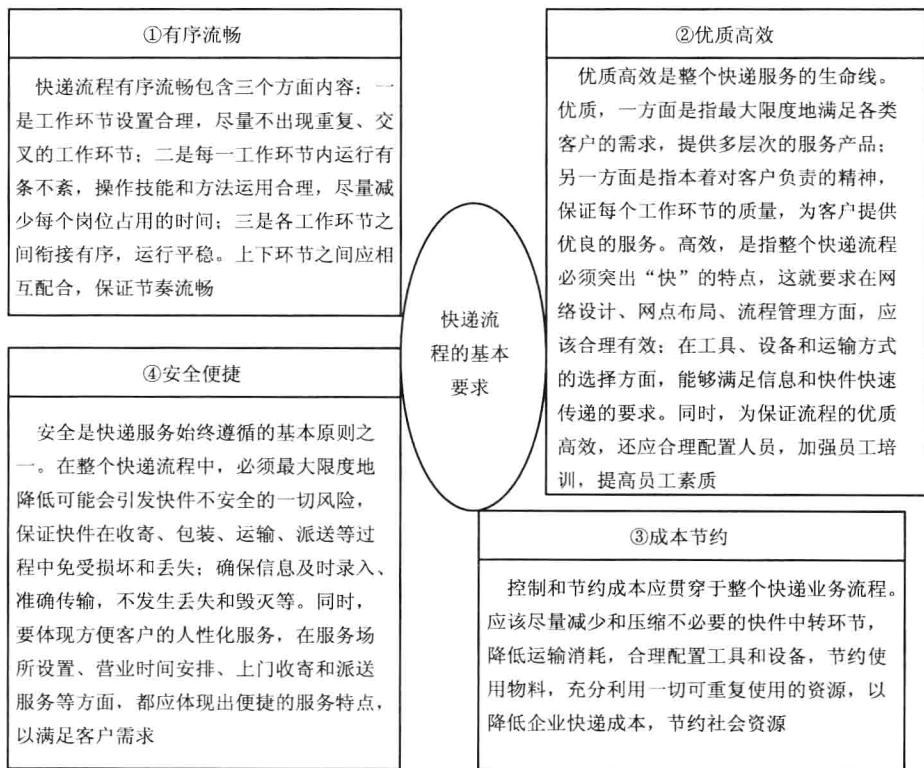 ①有序流畅
快递流程有序流畅包含三个方面内容：一
是工作环节设置合理，尽量不出现重复、交
叉的工作环节；二是每一工作环节内运行有
条不紊，操作技能和方法运用合理，尽量减
少每个岗位占用的时间；三是各工作环节之
间衔接有序，运行平稳。上下环节之间应相
互配合，保证节奏流畅
②优质高效
优质高效是整个快递服务的生命线。
优质，一方面是指最大限度地满足各类
客户的需求，提供多层次的服务产品；
另一方面是指本着对客户负责的精神，
保证每个工作环节的质量，为客户提供
优良的服务。高效，是指整个快递流程
必须突出“快”的特点，这就要求在网
络设计、网点布局、流程管理方面，应
该合理有效；在工具、设备和运输方式
的选择方面，能够满足信息和快件快速
传递的要求。同时，为保证流程的优质
高效，还应合理配置人员，加强员工培
训，提高员工素质
快递流
程的基本
要求
③成本节约
控制和节约成本应贯穿于整个快递业务流程。
应该尽量减少和压缩不必要的快件中转环节，
降低运输消耗，合理配置工具和设备，节约使
用物料，充分利用一切可重复使用的资源，以
降低企业快递成本，节约社会资源
④安全便捷
安全是快递服务始终遵循的基本原则之
一。在整个快递流程中，必须最大限度地
降低可能会引发快件不安全的一切风险，
保证快件在收寄、包装、运输、派送等过
程中免受损坏和丢失；确保信息及时录入、
准确传输，不发生丢失和毁灭等。同时，
要体现方便客户的人性化服务，在服务场
所设置、营业时间安排、上门收寄和派送
服务等方面，都应体现出便捷的服务特点，
以满足客户需求